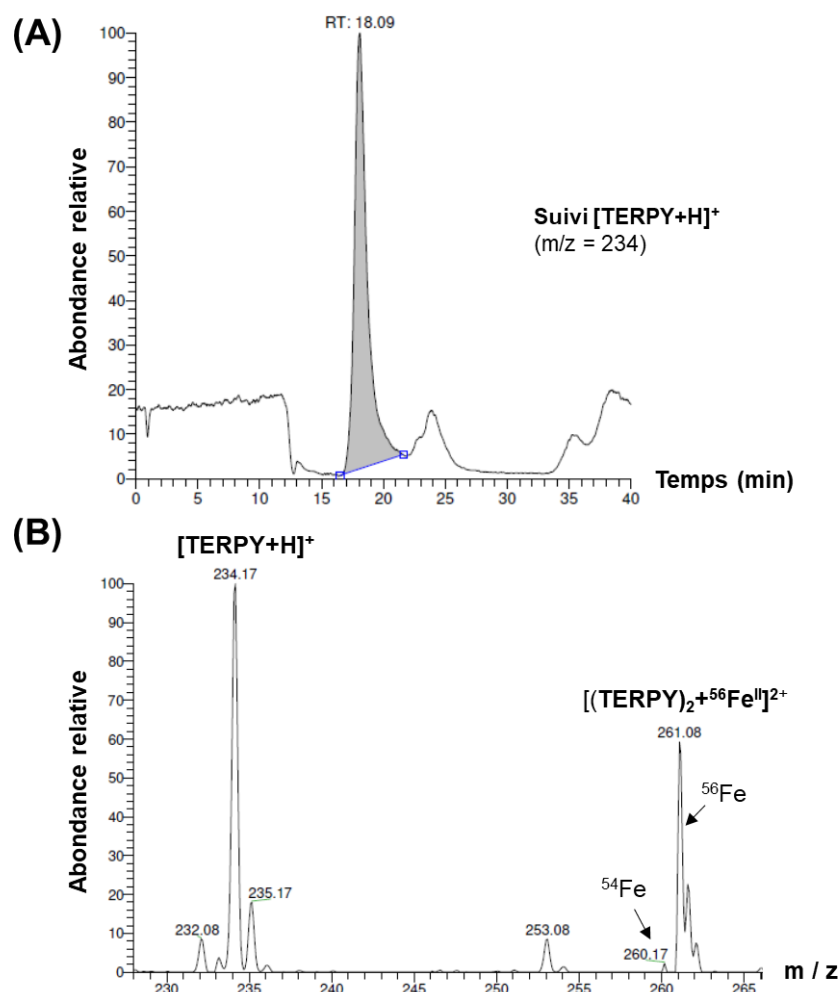 (A)
RT: 18.09
100
90
80
70
60
50
40
30
20
10
0
Abondance relative
Suivi [TERPY+H]⁺
(m/z = 234)
0 5 10 15 20 25 30 35 40
Temps (min)
(B)
[TERPY+H]⁺
234.17
100
90
80
70
60
50
40
30
20
10
0
Abondance relative
[(TERPY)₂+⁵⁶Feᴵᴵ]²⁺
261.08
⁵⁶Fe
⁵⁴Fe
235.17
232.08
253.08
260.17
230 235 240 245 250 255 260 265
m / z